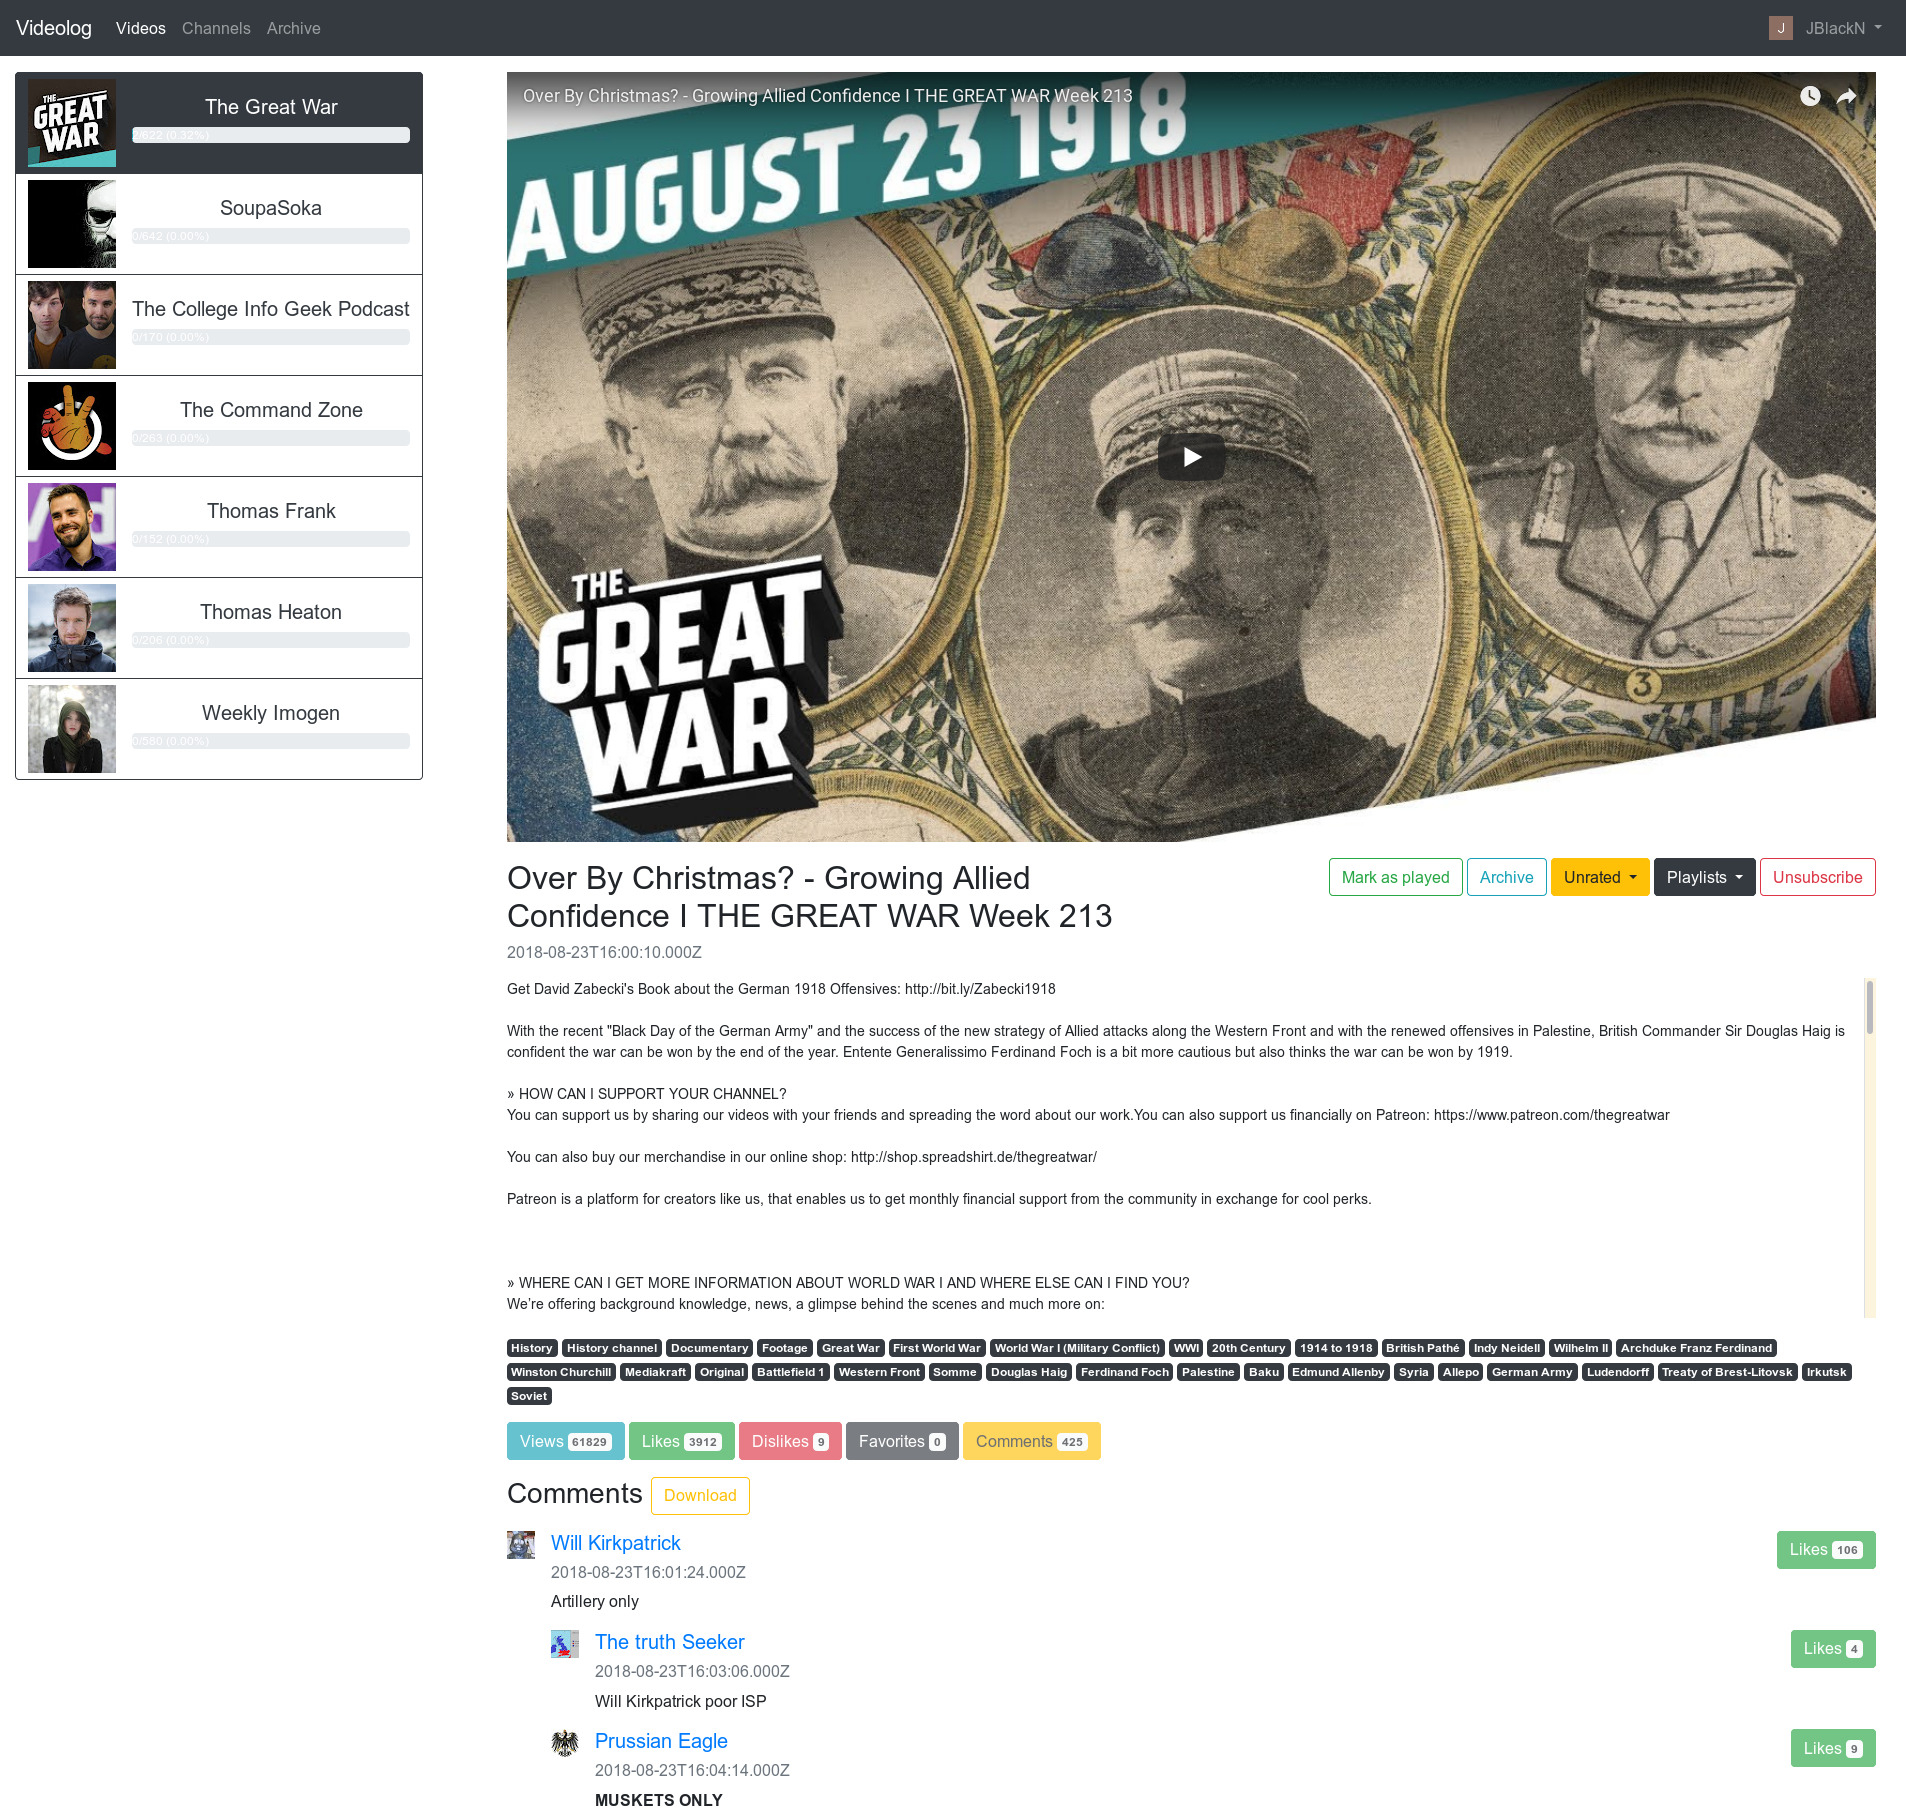 Videolog Videos Channels Archive J JBlackN
THE GREAT WAR
The Great War
2/622 (0.32%)
SoupaSoka
0/642 (0.00%)
The College Info Geek Podcast
0/170 (0.00%)
The Command Zone
0/263 (0.00%)
Thomas Frank
0/152 (0.00%)
Thomas Heaton
0/206 (0.00%)
Weekly Imogen
0/580 (0.00%)
Over By Christmas? - Growing Allied Confidence I THE GREAT WAR Week 213
AUGUST 23 1918
3
THE
GREAT
WAR
Over By Christmas? - Growing Allied
Confidence I THE GREAT WAR Week 213
Mark as played Archive Unrated Playlists Unsubscribe
2018-08-23T16:00:10.000Z
Get David Zabecki's Book about the German 1918 Offensives: http://bit.ly/Zabecki1918
With the recent "Black Day of the German Army" and the success of the new strategy of Allied attacks along the Western Front and with the renewed offensives in Palestine, British Commander Sir Douglas Haig is
confident the war can be won by the end of the year. Entente Generalissimo Ferdinand Foch is a bit more cautious but also thinks the war can be won by 1919.
» HOW CAN I SUPPORT YOUR CHANNEL?
You can support us by sharing our videos with your friends and spreading the word about our work.You can also support us financially on Patreon: https://www.patreon.com/thegreatwar
You can also buy our merchandise in our online shop: http://shop.spreadshirt.de/thegreatwar/
Patreon is a platform for creators like us, that enables us to get monthly financial support from the community in exchange for cool perks.
» WHERE CAN I GET MORE INFORMATION ABOUT WORLD WAR I AND WHERE ELSE CAN I FIND YOU?
We're offering background knowledge, news, a glimpse behind the scenes and much more on:
History History channel Documentary Footage Great War First World War World War I (Military Conflict) WWI 20th Century 1914 to 1918 British Pathé Indy Neidell Wilhelm II Archduke Franz Ferdinand
Winston Churchill Mediakraft Original Battlefield 1 Western Front Somme Douglas Haig Ferdinand Foch Palestine Baku Edmund Allenby Syria Allepo German Army Ludendorff Treaty of Brest-Litovsk Irkutsk
Soviet
Views 61829 Likes 3912 Dislikes 9 Favorites 0 Comments 425
Comments Download
Will Kirkpatrick Likes 106
2018-08-23T16:01:24.000Z
Artillery only
The truth Seeker Likes 4
2018-08-23T16:03:06.000Z
Will Kirkpatrick poor ISP
Prussian Eagle Likes 9
2018-08-23T16:04:14.000Z
MUSKETS ONLY